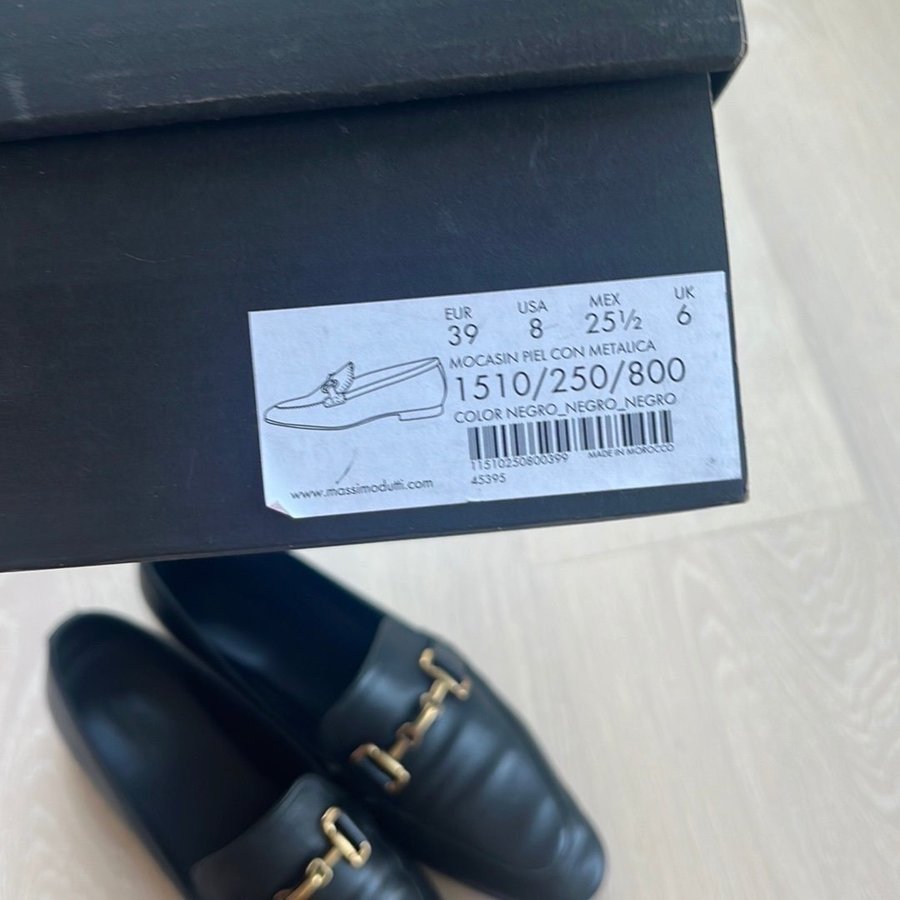 EUR USA MEX UK
39 8 25½ 6
MOCASIN PIEL CON METALICA
1510/250/800
COLOR NEGRO_NEGRO_NEGRO
11510250800399 MADE IN MOROCCO
45395
www.massimodutti.com